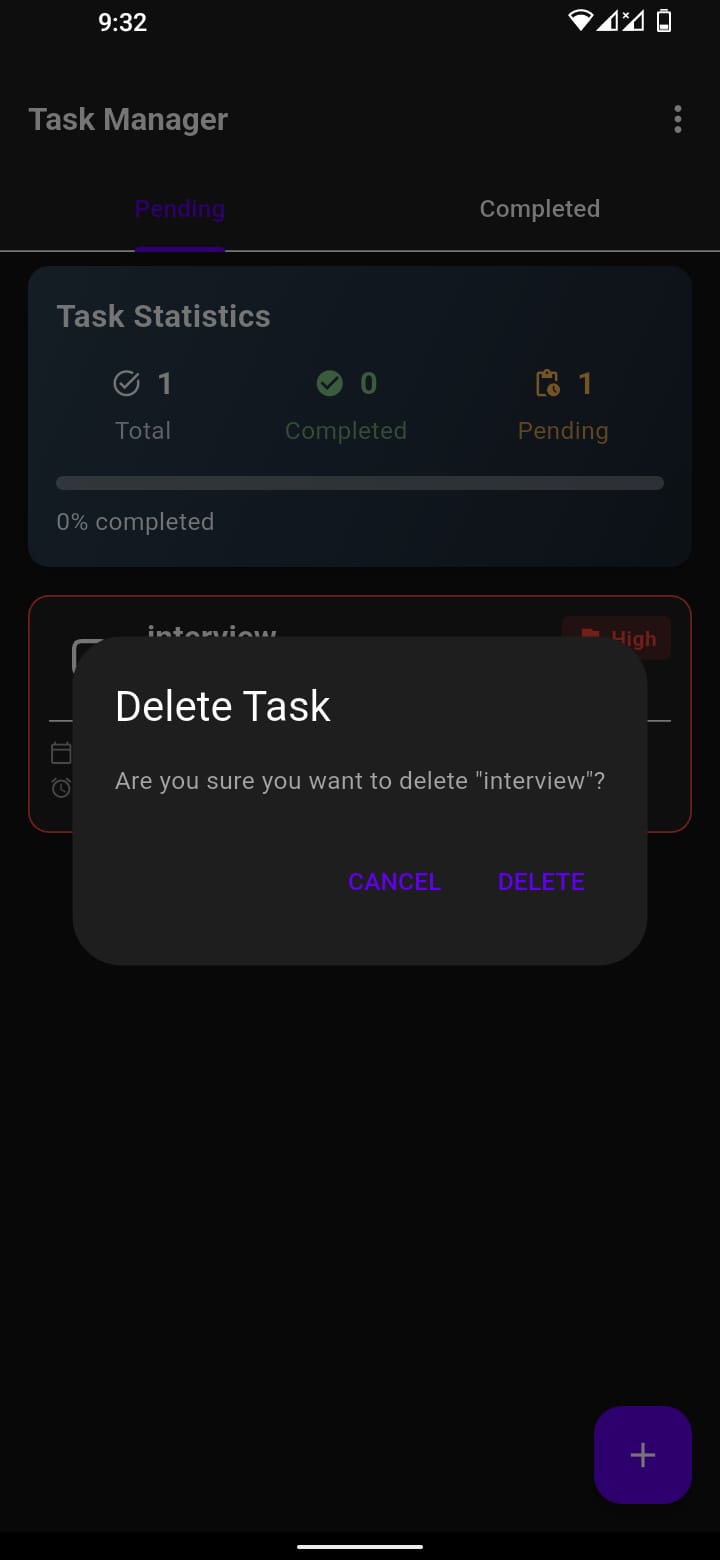 9:32
Task Manager
Pending Completed
Task Statistics
1 0 1
Total Completed Pending
0% completed
interview High
Delete Task
Are you sure you want to delete "interview"?
CANCEL DELETE